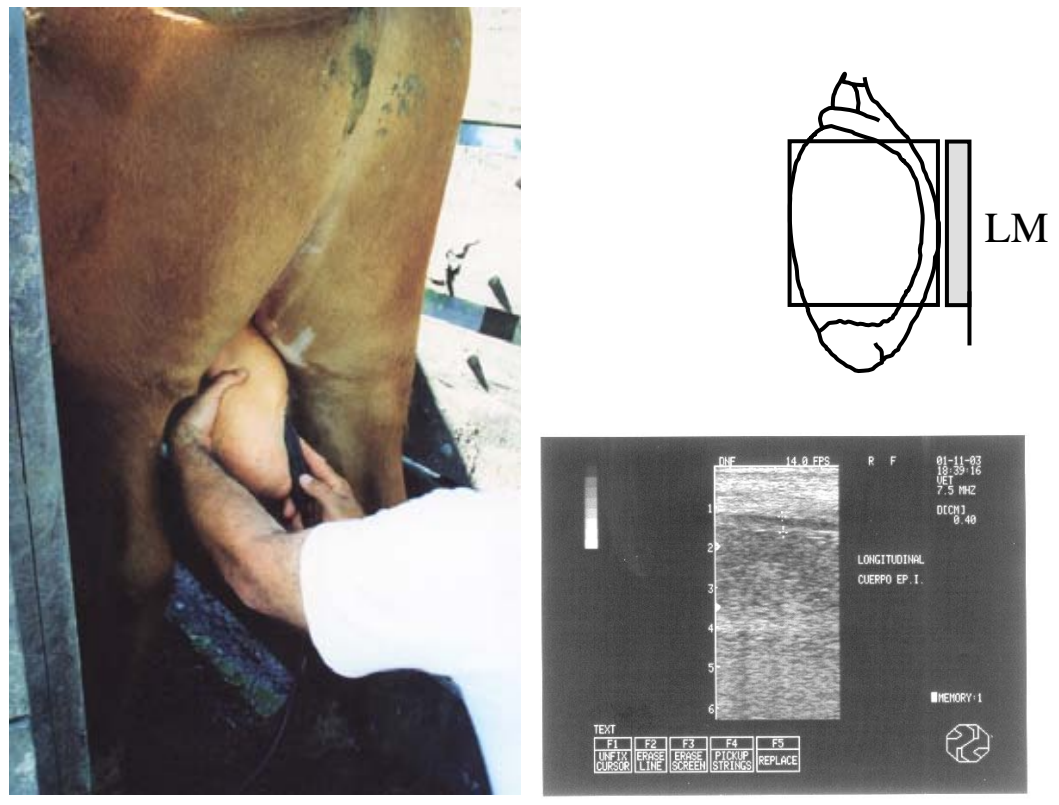 LM
DNF 14.0 FPS R F 01-11-03
18:39:16
VET
7.5 MHZ
D[CM]
0.40
1
2
3
4
5
6
LONGITUDINAL
CUERPO EP.I.
MEMORY:1
TEXT
F1 F2 F3 F4 F5
UNFIX CURSOR ERASE LINE ERASE SCREEN PICKUP STRINGS REPLACE